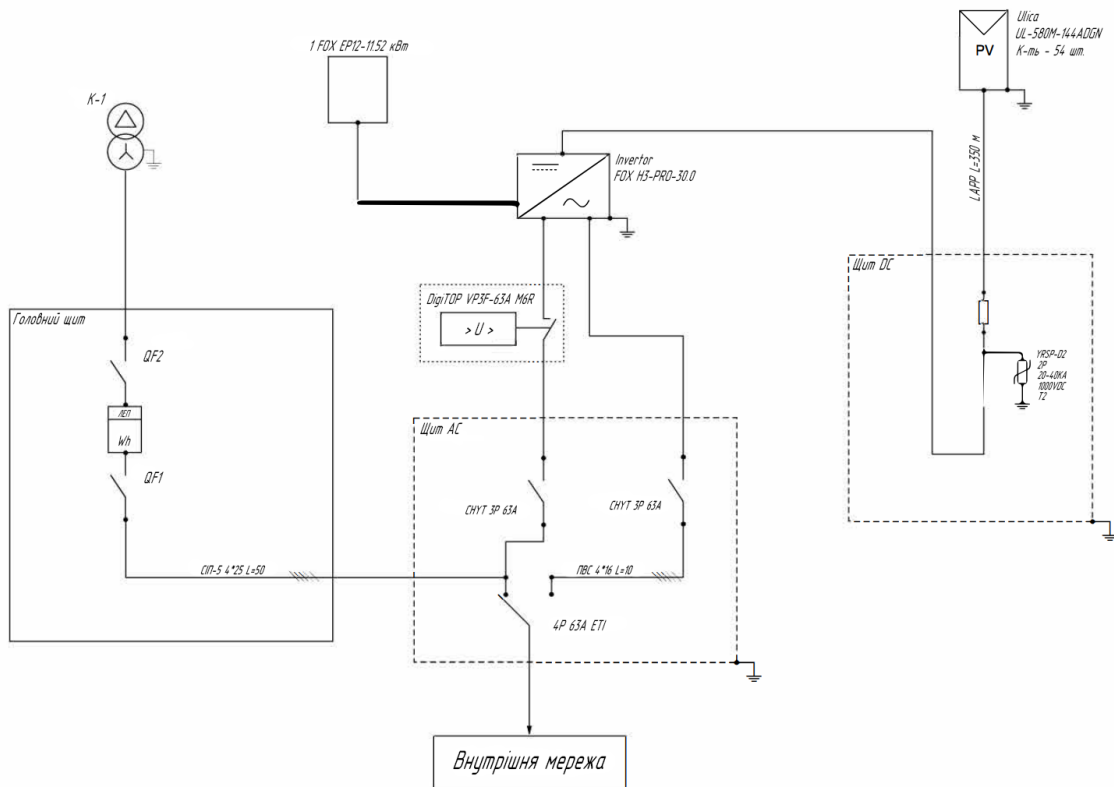 1 FOX EP12-11.52 кВт
Ulica
UL-580M-144ADGN
К-ть - 54 шт.
PV
К-1
Invertor
FOX H3-PRO-30.0
LAPP L=350 м
Щит DC
DigiTOP VP3F-63A M6R
> U >
Головний щит
QF2
ЛЕП
Wh
QF1
YRSP-D2
2P
20-40KA
1000VDC
T2
Щит AC
CHYT 3P 63A
CHYT 3P 63A
СІП-5 4*25 L=50
ПВС 4*16 L=10
4P 63A ETI
Внутрішня мережа